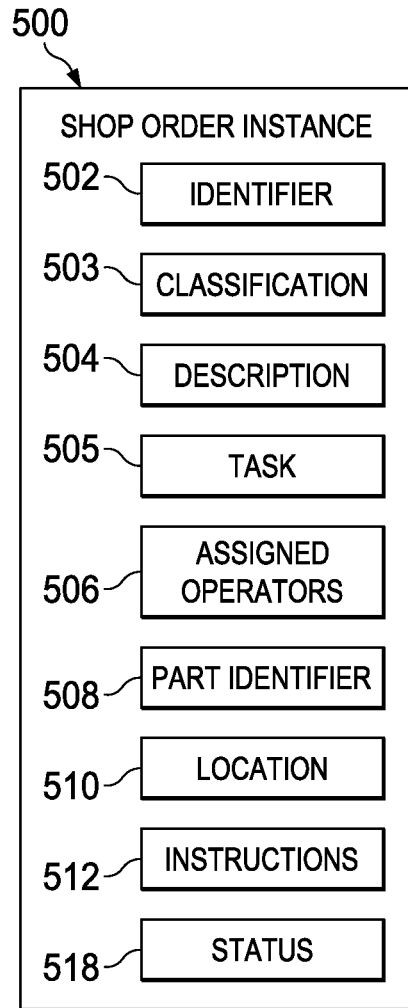 500
SHOP ORDER INSTANCE
502 IDENTIFIER
503 CLASSIFICATION
504 DESCRIPTION
505 TASK
ASSIGNED
506 OPERATORS
508 PART IDENTIFIER
510 LOCATION
512 INSTRUCTIONS
518 STATUS